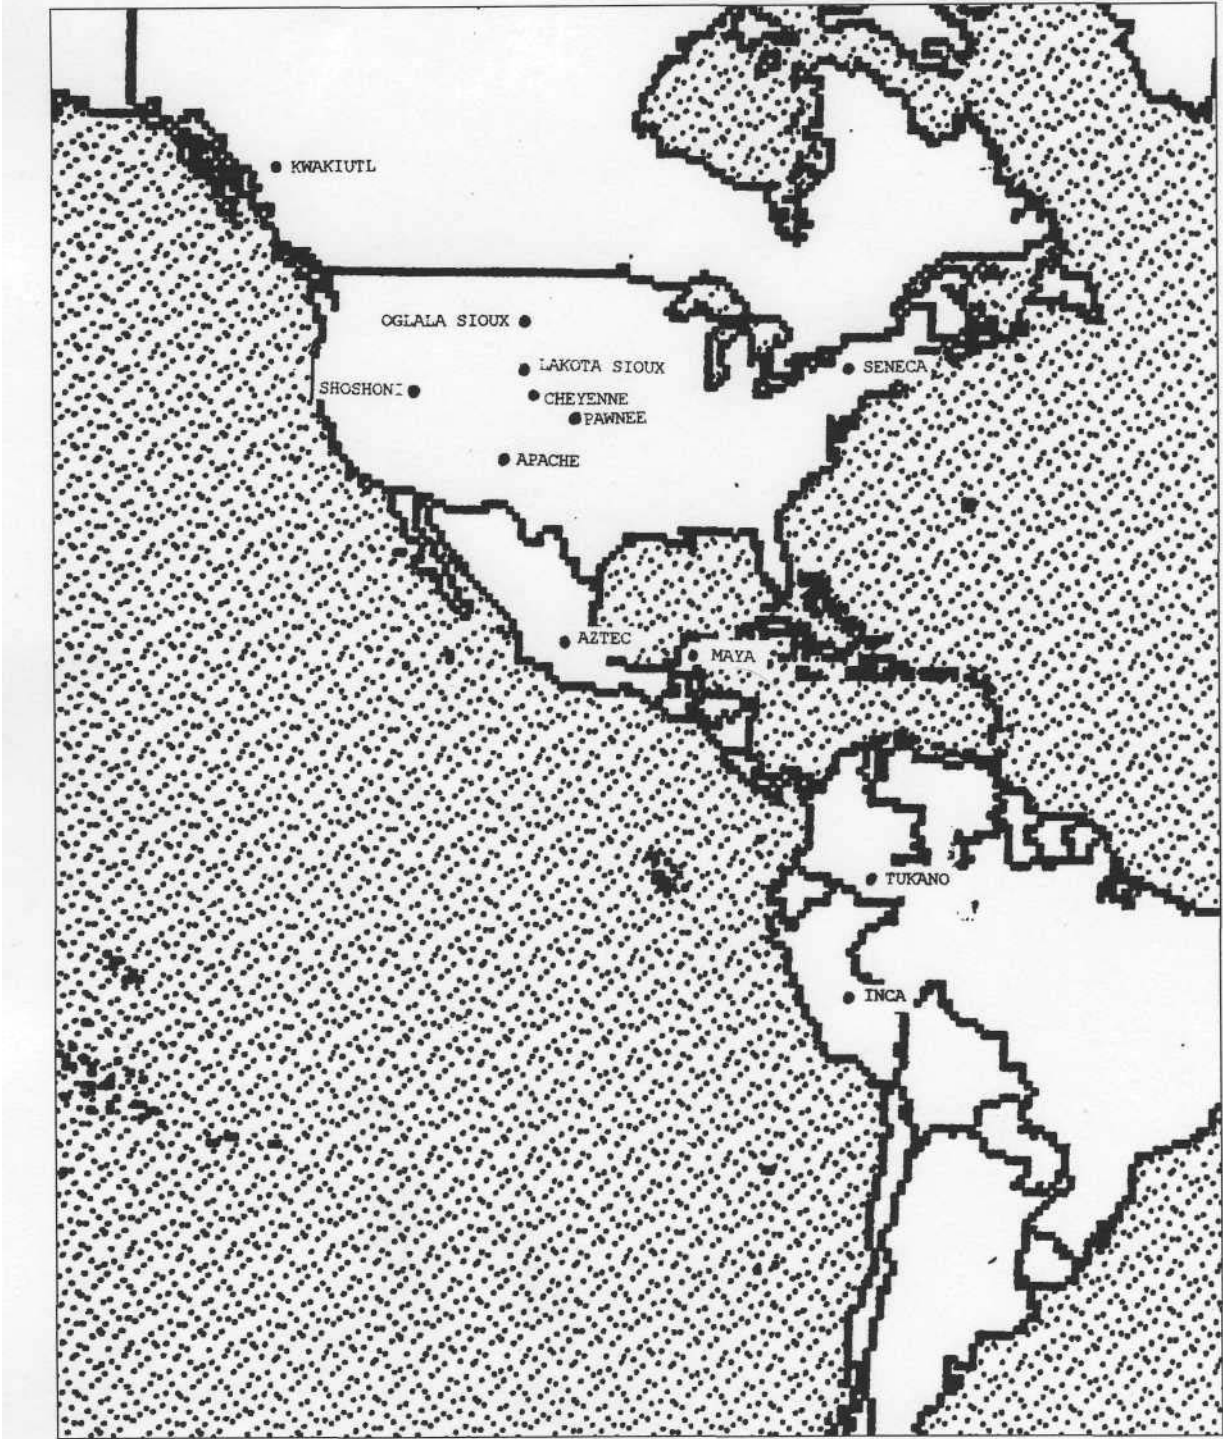 KWAKIUTL
OGLALA SIOUX
LAKOTA SIOUX
SENECA
SHOSHONI
CHEYENNE
PAWNEE
APACHE
AZTEC
MAYA
TUKANO
INCA